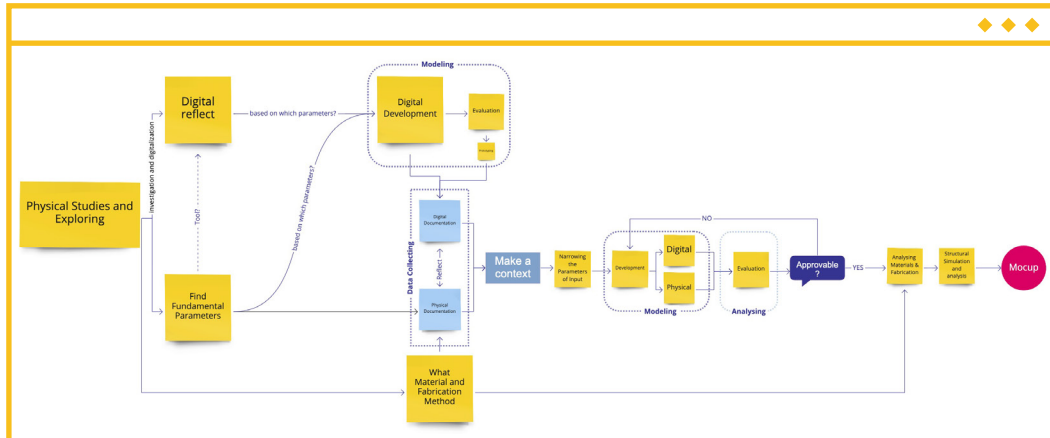 Physical Studies and
Exploring
investigation and digitalization
Digital
reflect
Tool?
Find
Fundamental
Parameters
based on which parameters?
based on which parameters?
Modeling
Digital
Development
Evaluation
Data Collecting
Digital
Documentation
Reflect
Physical
Documentation
What
Material and
Fabrication
Method
Make a
context
Narrowing
the
Parameters
of Input
NO
Development
Digital
Physical
Modeling
Evaluation
Analysing
Approvable
?
YES
Analysing
Materials &
Fabrication
Structural
Simulation
and
analysis
Mocup